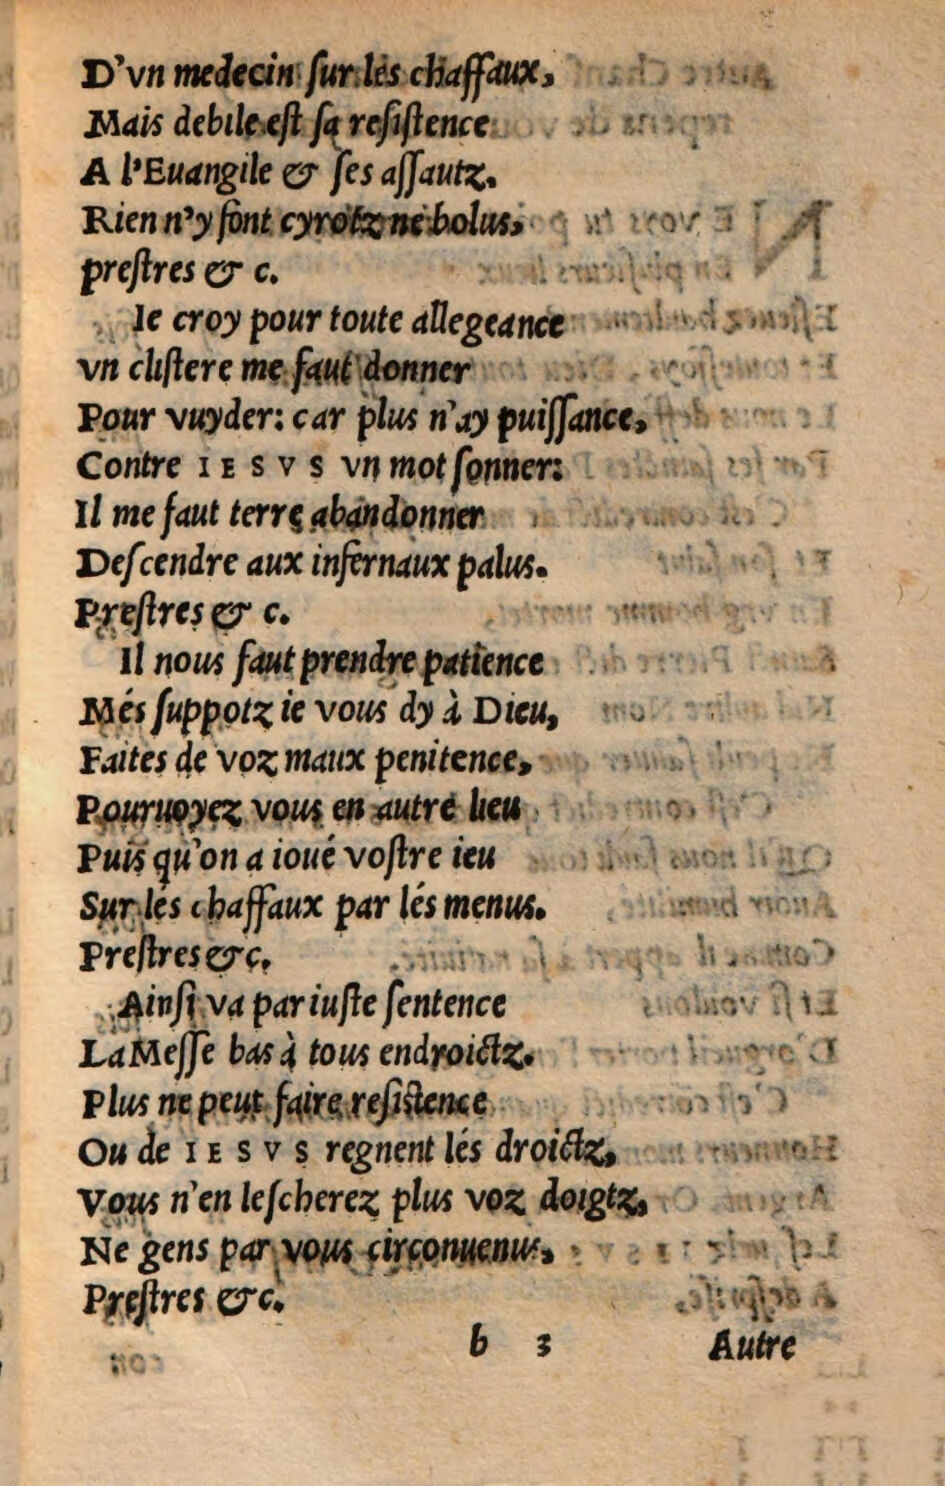 D'vn medecin ſur lés chaffaux,
Mais debile eſt ſa reſiſtence
A l'Euangile & ſes aſſautz.
Rien n'y font cyrotz ne bolus,
preſtres & c.
Ie croy pour toute allegeance
vn cliſtere me faut donner
Pour vuyder: car plus n'ay puiſſance,
Contre IESVS vn mot ſonner:
Il me faut terre abandonner
Deſcendre aux infernaux palus.
Preſtres & c.
Il nous faut prendre patience
Més ſuppotz ie vous dy à Dieu,
Faites de voz maux penitence,
Pouruoyez vous en autre lieu
Puis qu'on a ioué voſtre ieu
Sur lés chaffaux par lés menus.
Preſtres &c.
Ainſi va par iuſte ſentence
La Meſſe bas à tous endroictz.
Plus ne peut faire reſiſtence
Ou de IESVS regnent lés droictz,
Vous n'en leſcherez plus voz doigtz,
Ne gens par vous circonuenus,
Preſtres &c.
b 3 Autre